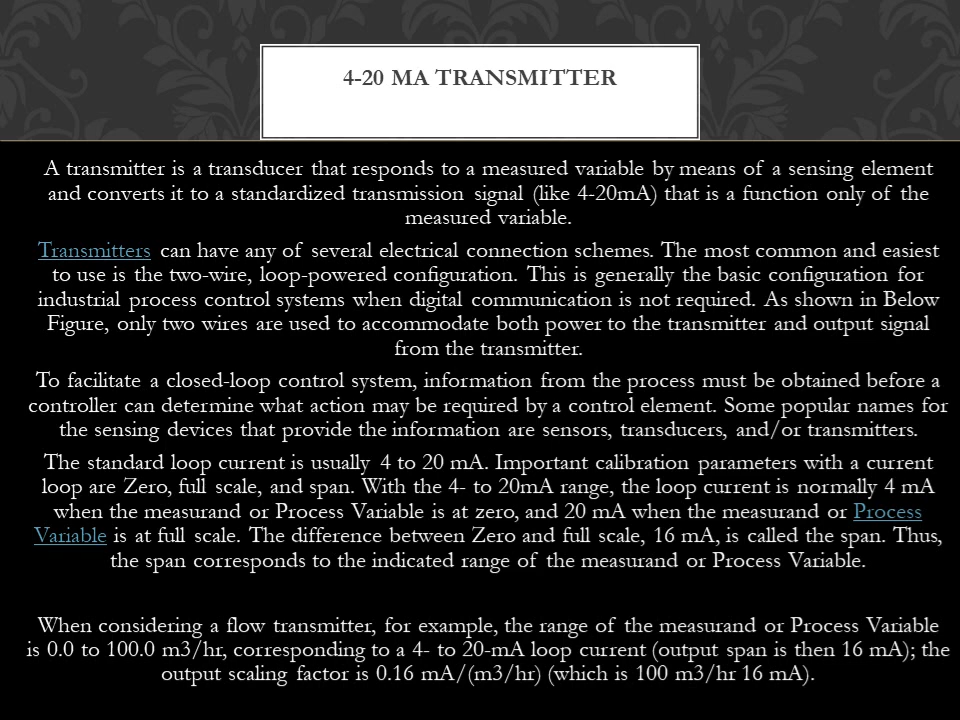 4-20 MA TRANSMITTER
A transmitter is a transducer that responds to a measured variable by means of a sensing element
and converts it to a standardized transmission signal (like 4-20mA) that is a function only of the
measured variable.
Transmitters can have any of several electrical connection schemes. The most common and easiest
to use is the two-wire, loop-powered configuration. This is generally the basic configuration for
industrial process control systems when digital communication is not required. As shown in Below
Figure, only two wires are used to accommodate both power to the transmitter and output signal
from the transmitter.
To facilitate a closed-loop control system, information from the process must be obtained before a
controller can determine what action may be required by a control element. Some popular names for
the sensing devices that provide the information are sensors, transducers, and/or transmitters.
The standard loop current is usually 4 to 20 mA. Important calibration parameters with a current
loop are Zero, full scale, and span. With the 4- to 20mA range, the loop current is normally 4 mA
when the measurand or Process Variable is at zero, and 20 mA when the measurand or Process
Variable is at full scale. The difference between Zero and full scale, 16 mA, is called the span. Thus,
the span corresponds to the indicated range of the measurand or Process Variable.
When considering a flow transmitter, for example, the range of the measurand or Process Variable
is 0.0 to 100.0 m3/hr, corresponding to a 4- to 20-mA loop current (output span is then 16 mA); the
output scaling factor is 0.16 mA/(m3/hr) (which is 100 m3/hr 16 mA).